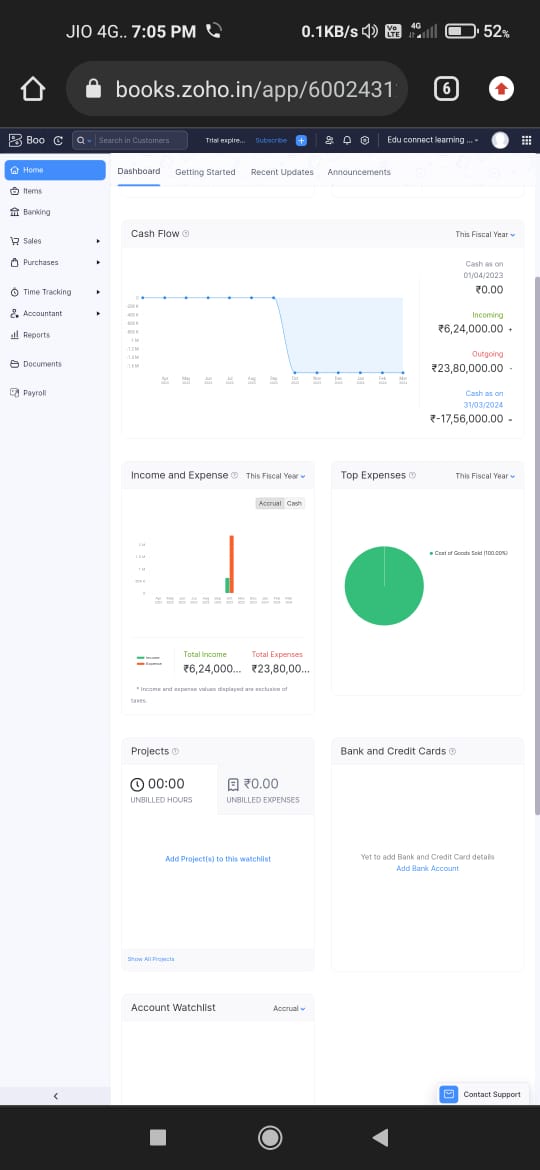 JIO 4G.. 7:05 PM
0.1KB/s Vo LTE 4G 52%
books.zoho.in/app/60024311
6
Boo
Search in Customers
Trial expire... Subscribe
Edu connect learning ...
Home
Items
Banking
Sales
Purchases
Time Tracking
Accountant
Reports
Documents
Payroll
Dashboard Getting Started Recent Updates Announcements
Cash Flow
This Fiscal Year
Cash as on
01/04/2023
₹0.00
Incoming
₹6,24,000.00 +
Outgoing
₹23,80,000.00 -
Cash as on
31/03/2024
₹-17,56,000.00 =
Income and Expense
This Fiscal Year
Accrual Cash
Income
Expense
Total Income
₹6,24,000...
Total Expenses
₹23,80,00...
* Income and expense values displayed are exclusive of
taxes.
Top Expenses
This Fiscal Year
Cost of Goods Sold (100.00%)
Projects
00:00
UNBILLED HOURS
₹0.00
UNBILLED EXPENSES
Add Project(s) to this watchlist
Show All Projects
Bank and Credit Cards
Yet to add Bank and Credit Card details
Add Bank Account
Account Watchlist
Accrual
Contact Support